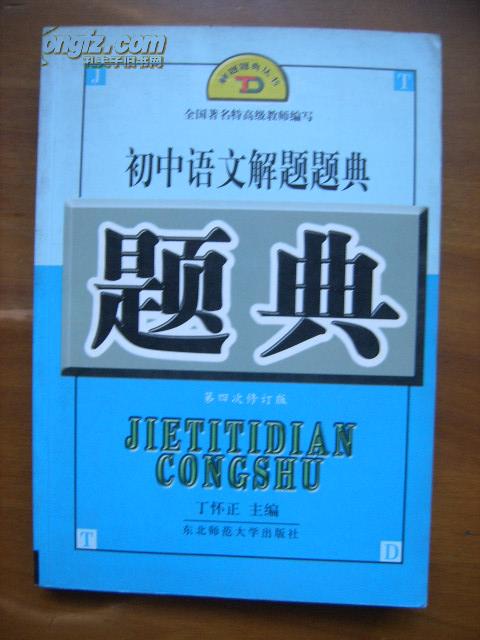 ongfz.com
孔夫子旧书网
解题题典丛书
TD
J
T
全国著名特高级教师编写
初中语文解题题典
题典
第四次修订版
JIETITIDIAN
CONGSHU
丁怀正 主编
东北师范大学出版社
T
D